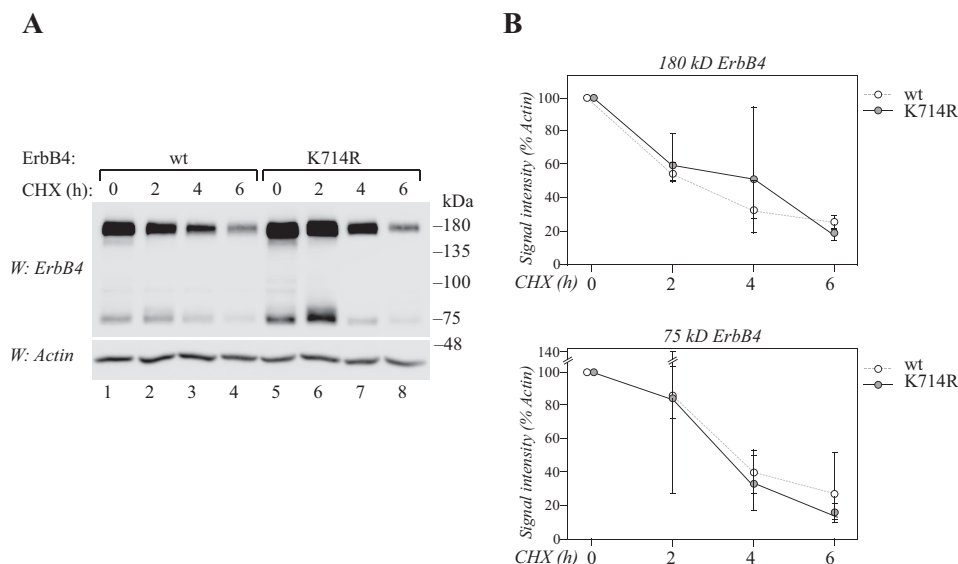 A
ErbB4: wt K714R
CHX (h): 0 2 4 6 0 2 4 6
kDa
–180
–135
W: ErbB4
–100
–75
–48
W: Actin
1 2 3 4 5 6 7 8
B
180 kD ErbB4
Signal intensity (% Actin)
100
80
60
40
20
0
CHX (h) 0 2 4 6
wt
K714R
75 kD ErbB4
Signal intensity (% Actin)
140
100
80
60
40
20
0
CHX (h) 0 2 4 6
wt
K714R